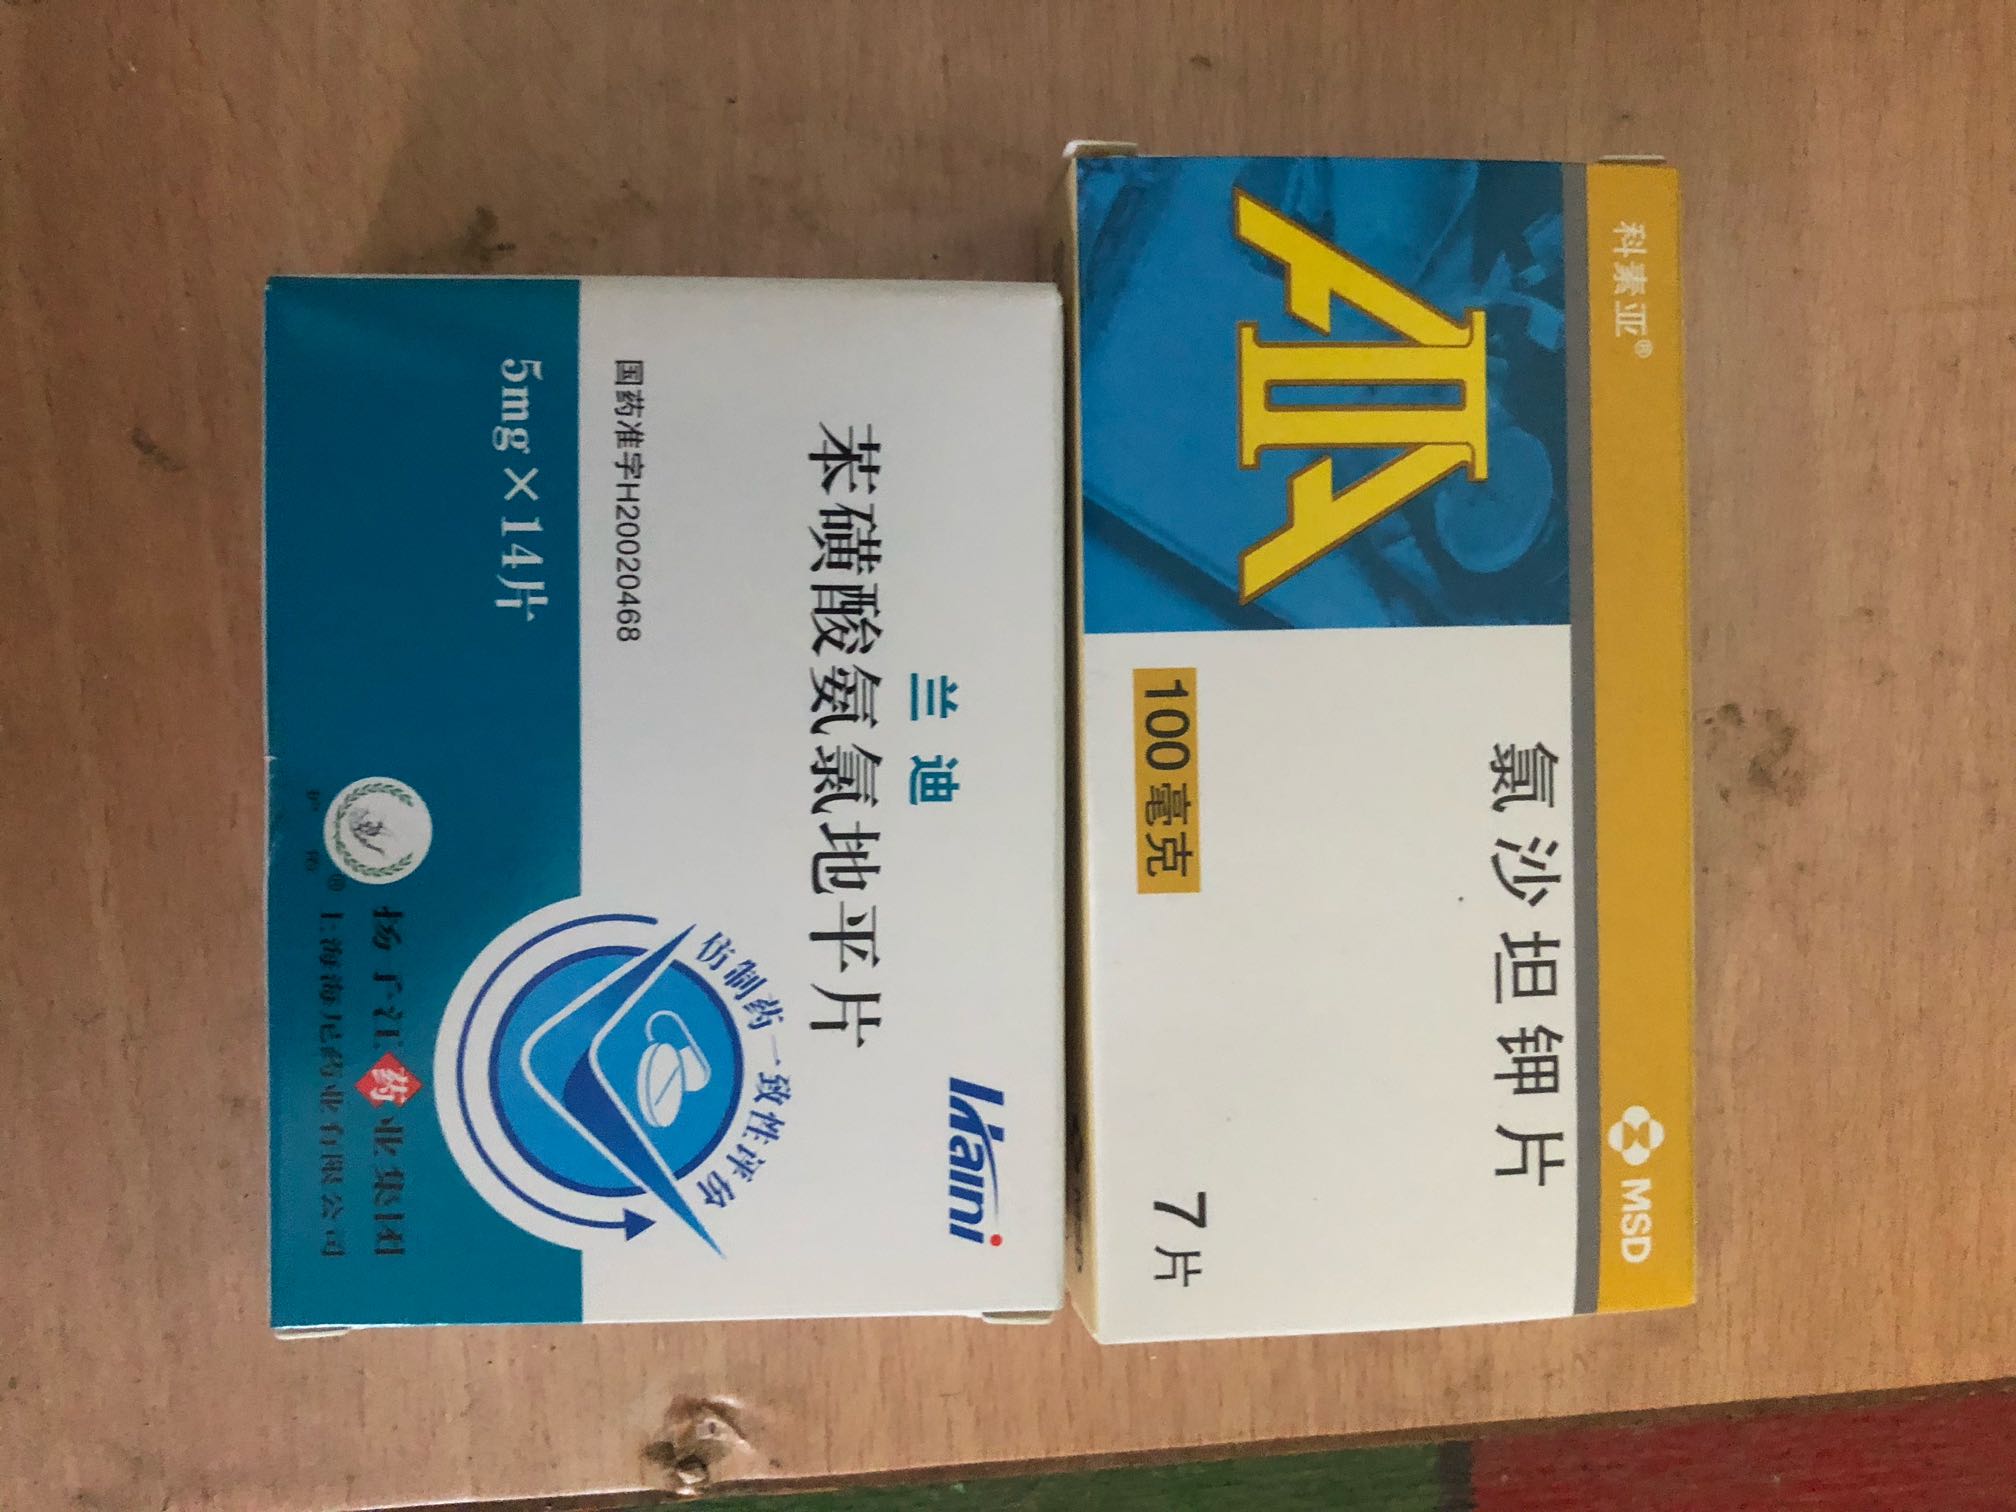 科素亚®
MSD
AIIA
氯沙坦钾片
100毫克
7片
Haini
兰迪
苯磺酸氨氯地平片
国药准字H20020468
仿制药一致性评价
5mg×14片
扬子江药业集团
上海海尼药业有限公司